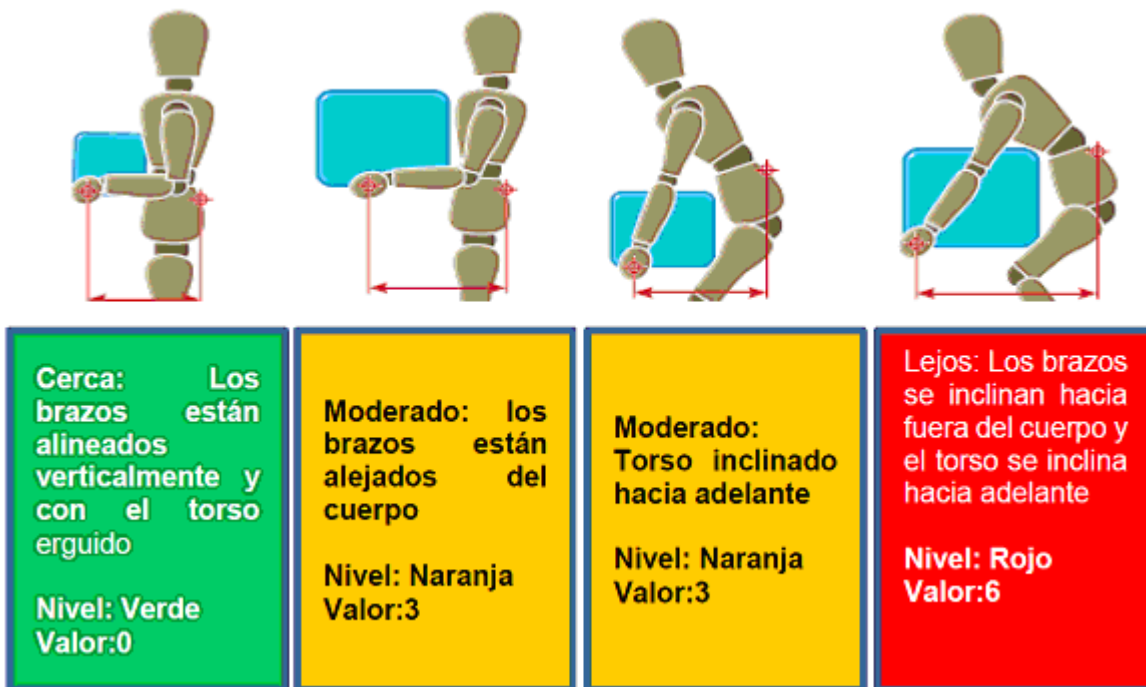 Cerca: Los
brazos están
alineados
verticalmente y
con el torso
erguido
Nivel: Verde
Valor:0
Moderado: los
brazos están
alejados del
cuerpo
Nivel: Naranja
Valor:3
Moderado:
Torso inclinado
hacia adelante
Nivel: Naranja
Valor:3
Lejos: Los brazos
se inclinan hacia
fuera del cuerpo y
el torso se inclina
hacia adelante
Nivel: Rojo
Valor:6